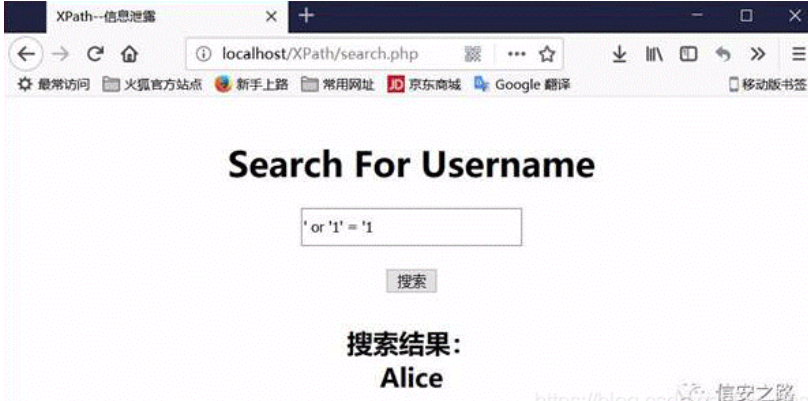 XPath--信息泄露
localhost/XPath/search.php
最常访问 火狐官方站点 新手上路 常用网址 JD 京东商城 Google 翻译 移动版书签
Search For Username
' or '1' = '1
搜索
搜索结果：
Alice
信安之路